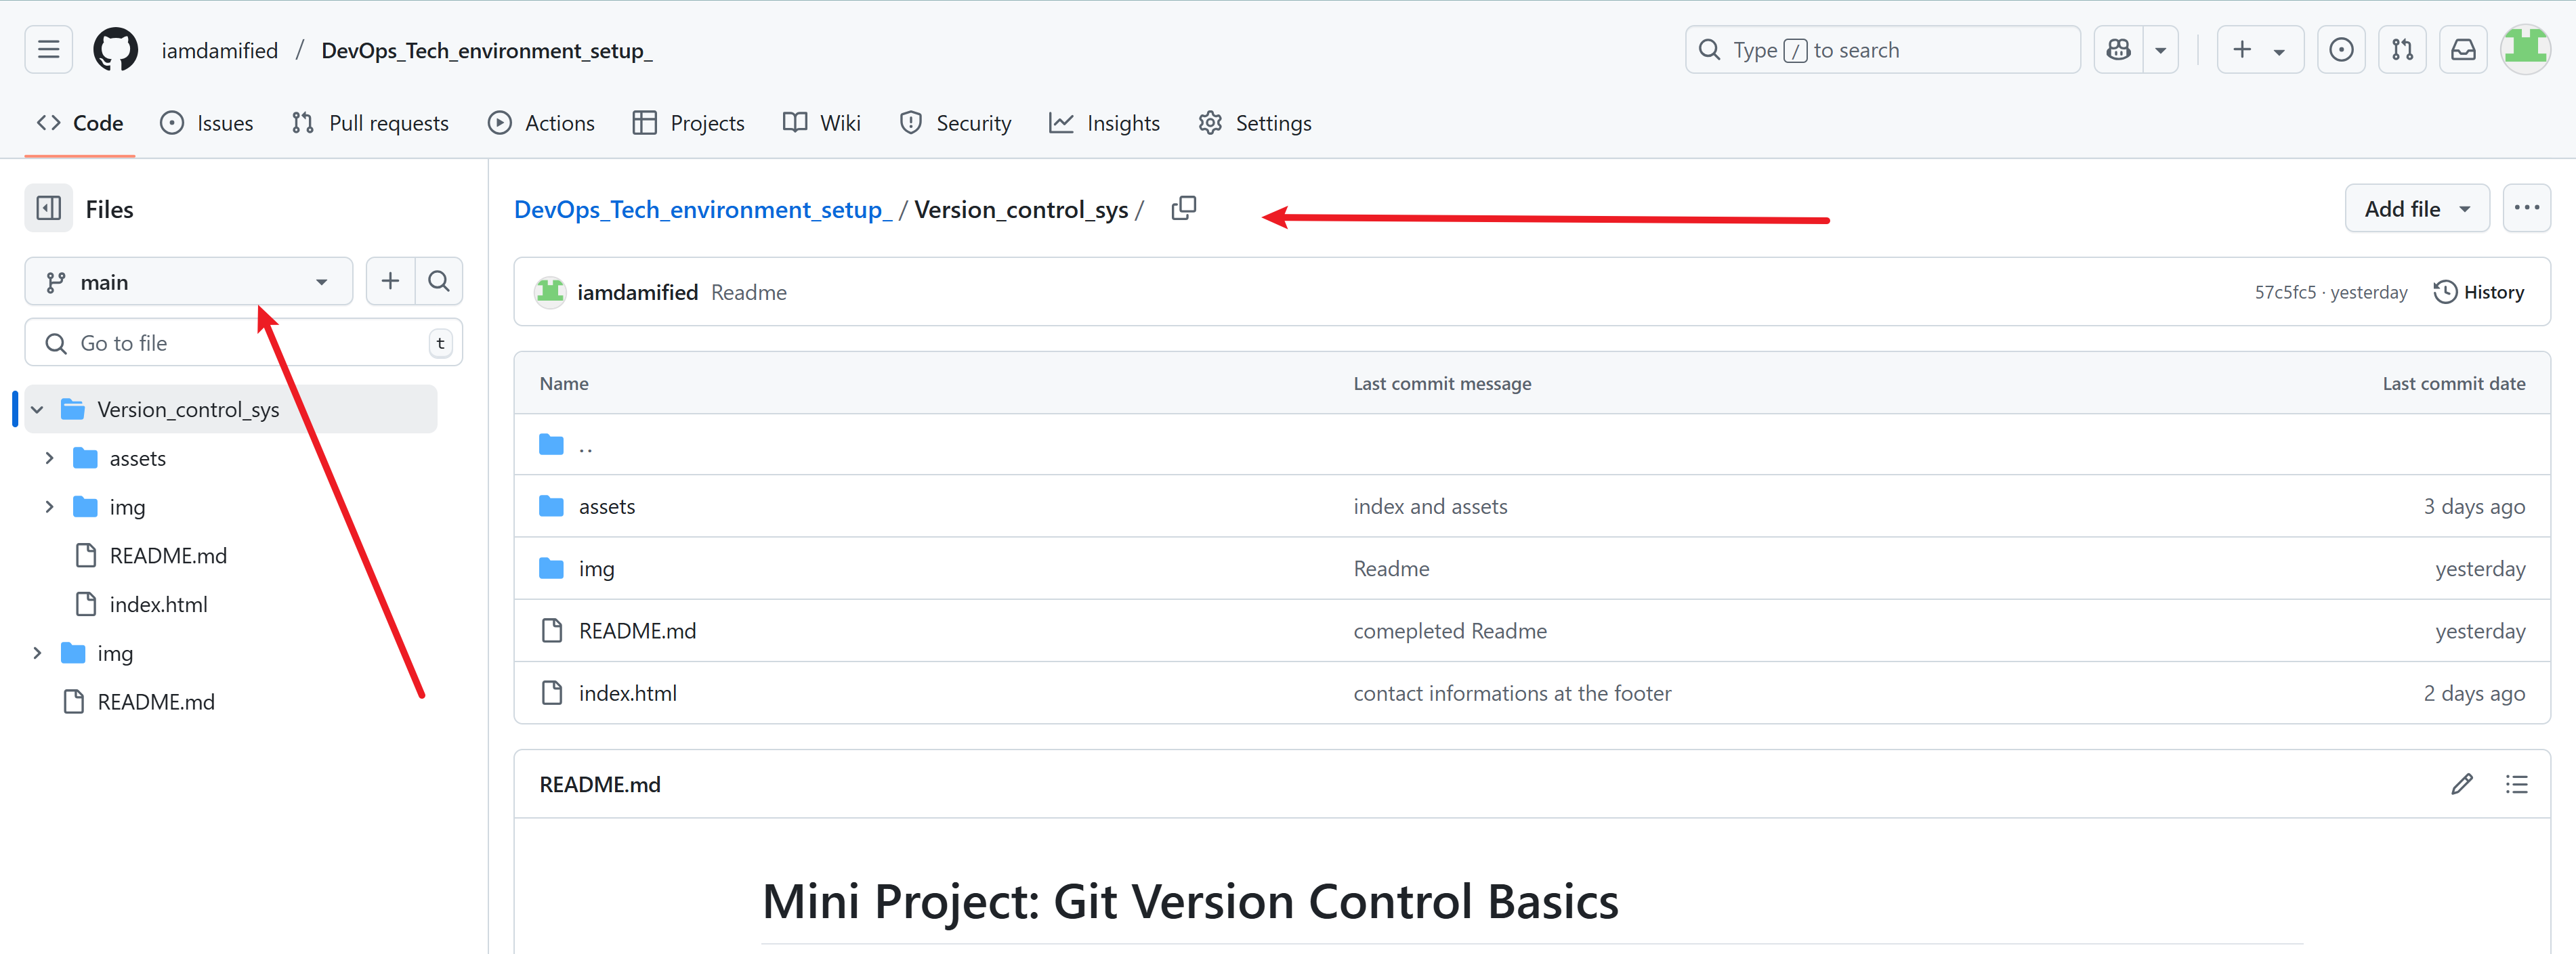 iamdamified / DevOps_Tech_environment_setup_
Type / to search
Code Issues Pull requests Actions Projects Wiki Security Insights Settings
Files
DevOps_Tech_environment_setup_ / Version_control_sys /
Add file
main
iamdamified Readme
57c5fc5 · yesterday History
Go to file t
Name Last commit message Last commit date
Version_control_sys
assets
img
README.md
index.html
img
README.md
..
assets index and assets 3 days ago
img Readme yesterday
README.md comepleted Readme yesterday
index.html contact informations at the footer 2 days ago
README.md
Mini Project: Git Version Control Basics